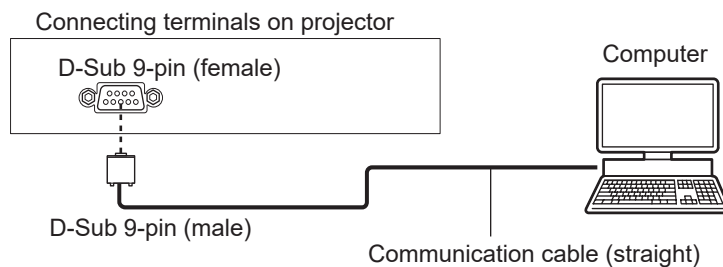 Connecting terminals on projector
D-Sub 9-pin (female)
Computer
D-Sub 9-pin (male)
Communication cable (straight)